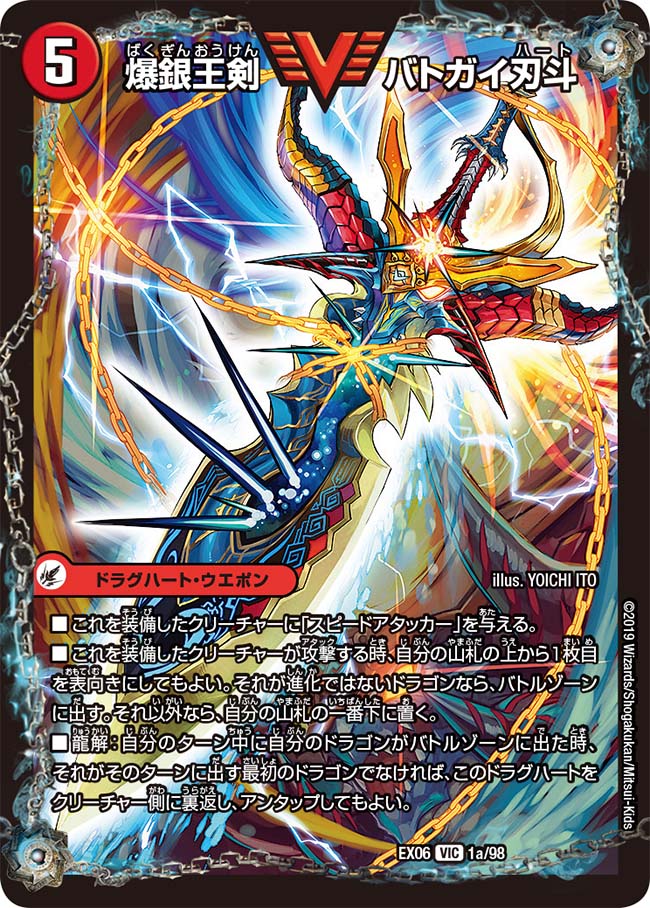 5
爆銀王剣 バトガイ刃斗
ばくぎんおうけん ハート
ドラグハート・ウエポン
illus. YOICHI ITO
■これを装備したクリーチャーに「スピードアタッカー」を与える。
■これを装備したクリーチャーが攻撃する時、自分の山札の上から1枚目
を表向きにしてもよい。それが進化ではないドラゴンなら、バトルゾーン
に出す。それ以外なら、自分の山札の一番下に置く。
■龍解:自分のターン中に自分のドラゴンがバトルゾーンに出た時、
それがそのターンに出す最初のドラゴンでなければ、このドラグハートを
クリーチャー側に裏返し、アンタップしてもよい。
©2019 Wizards/Shogakukan/Mitsui-Kids
EX06 VIC 1a/98